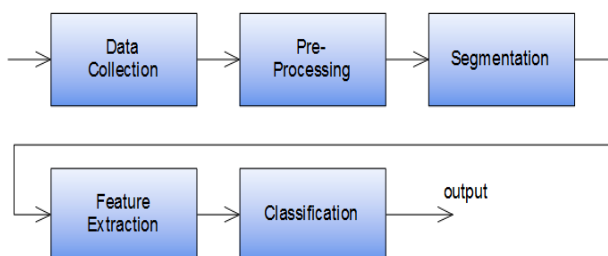 Data
Collection
Pre-
Processing
Segmentation
Feature
Extraction
Classification
output